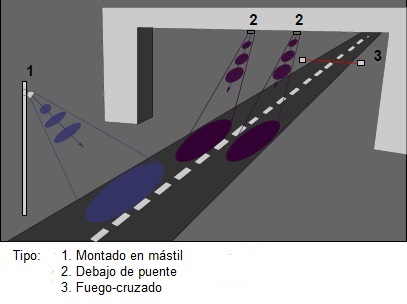 1
2 2
3
Tipo: 1. Montado en mástil
2. Debajo de puente
3. Fuego-cruzado